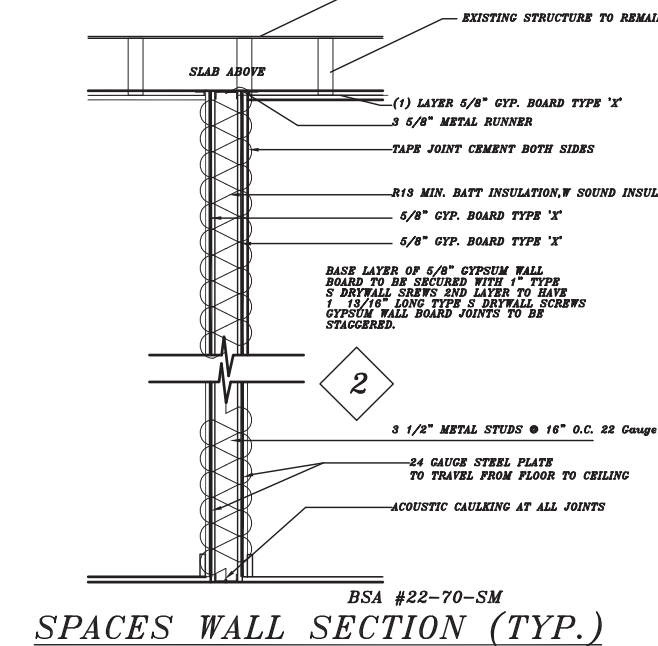 EXISTING STRUCTURE TO
SLAB ABOVE
(1) LAYER 5/8" GYP. BOARD TYPE 'X'
3 5/8" METAL RUNNER
TAPE JOINT CEMENT BOTH SIDES
R13 MIN. BATT INSULATION,W SOUND
5/8" GYP. BOARD TYPE 'X'
5/8" GYP. BOARD TYPE 'X'
BASE LAYER OF 5/8" GYPSUM WALL
BOARD TO BE SECURED WITH 1" TYPE
S DRYWALL SREWS 2ND LAYER TO HAVE
1 13/16" LONG TYPE S DRYWALL SCREWS
GYPSUM WALL BOARD JOINTS TO BE
STAGGERED.
2
3 1/2" METAL STUDS @ 16" O.C. 22 Gauge
24 GAUGE STEEL PLATE
TO TRAVEL FROM FLOOR TO CEILING
ACOUSTIC CAULKING AT ALL JOINTS
BSA #22-70-SM
SPACES WALL SECTION (TYP.)